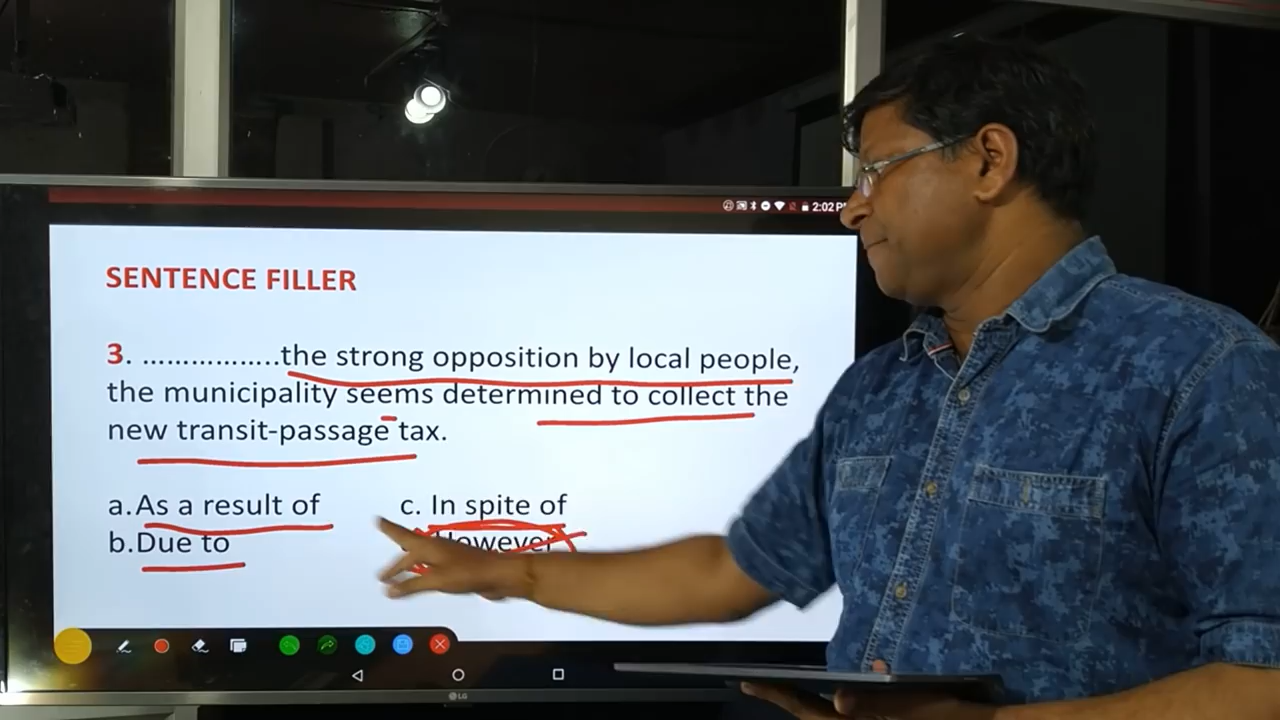 2:02 P
SENTENCE FILLER
3. .................the strong opposition by local people,
the municipality seems determined to collect the
new transit-passage tax.
a.As a result of
c. In spite of
b.Due to
However
LG